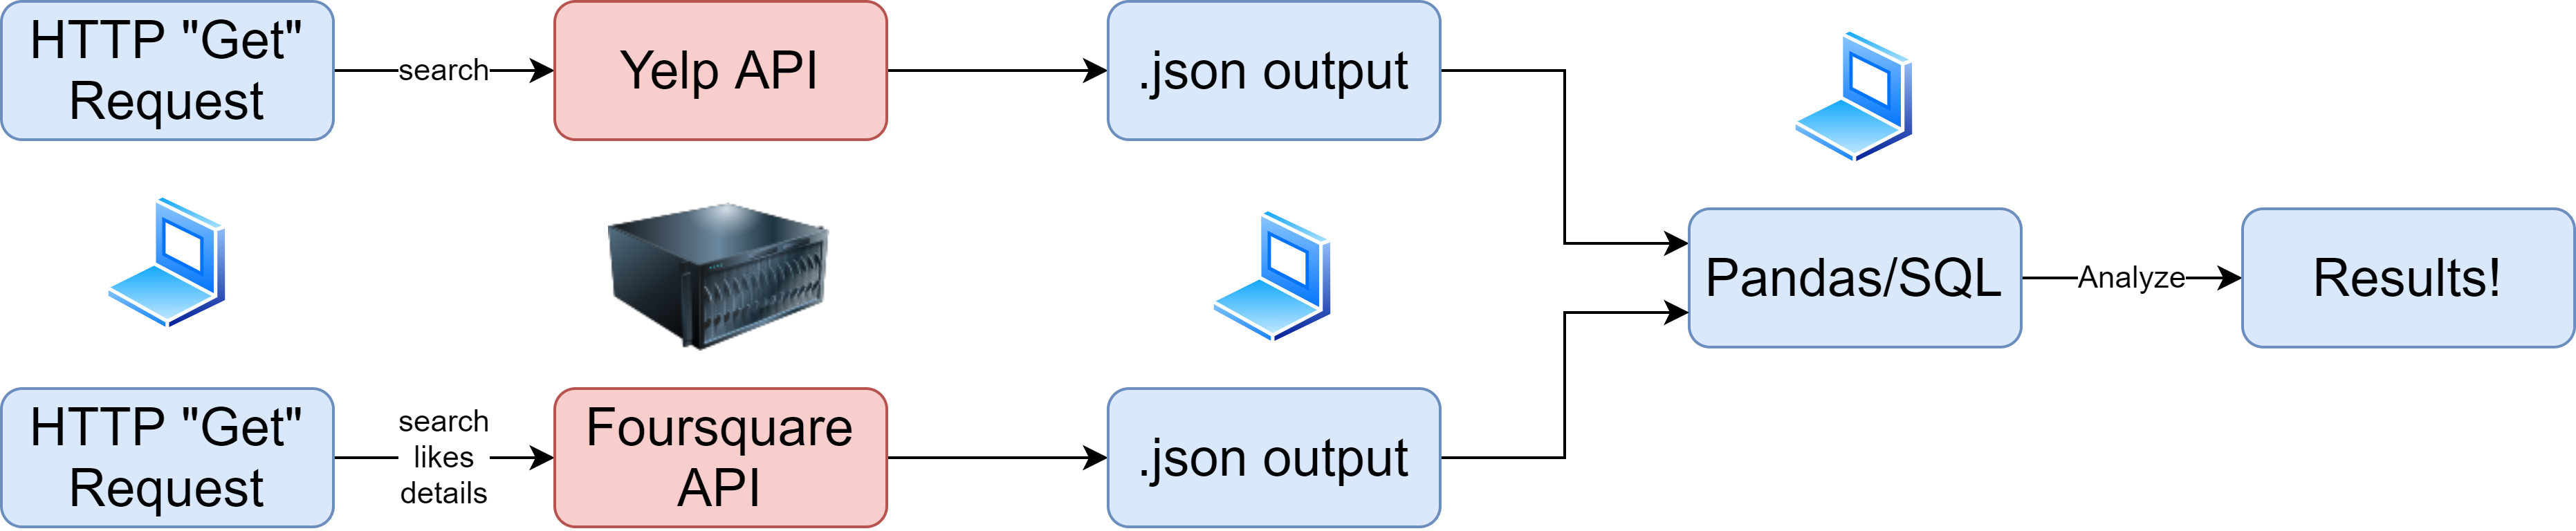 HTTP "Get"
Request
search
Yelp API
.json output
Pandas/SQL
Analyze
Results!
HTTP "Get"
Request
search
likes
details
Foursquare
API
.json output